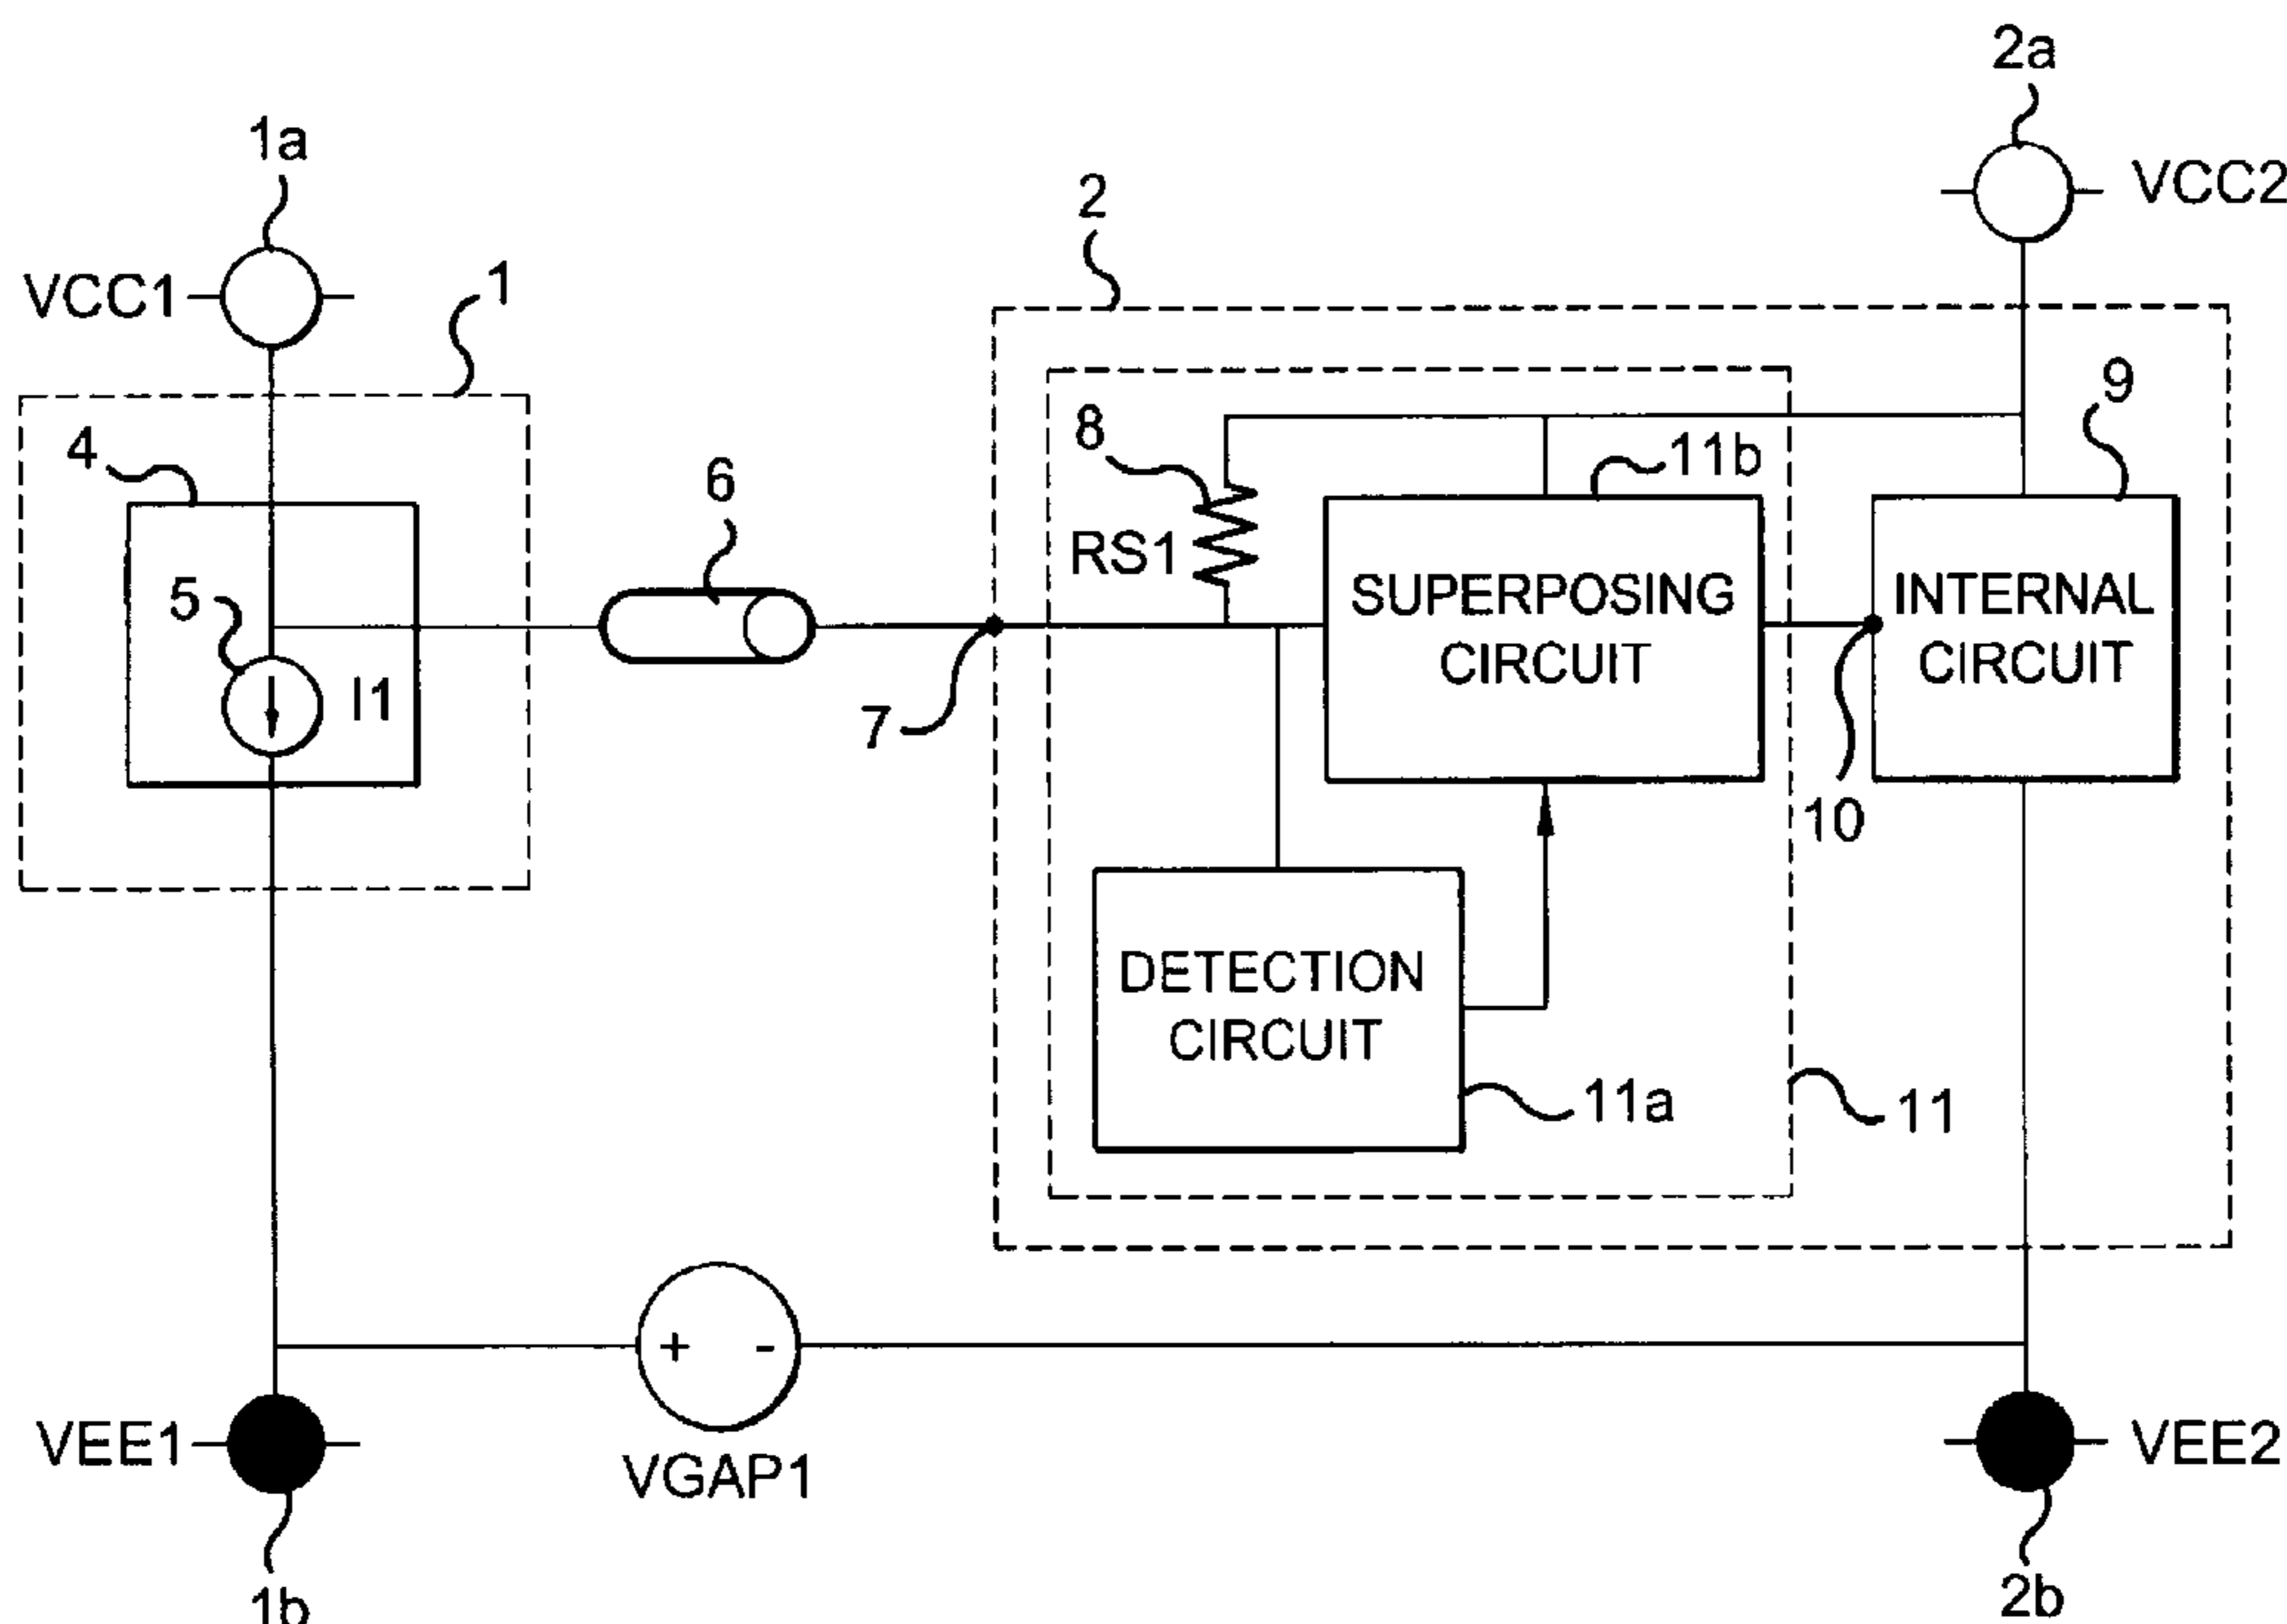 2a
1a
VCC2
2
VCC1
1
9
8
11b
4
6
RS1
SUPERPOSING
CIRCUIT
INTERNAL
CIRCUIT
5
I1
7
10
DETECTION
CIRCUIT
11a
11
+ -
VEE1
VEE2
VGAP1
1b
2b